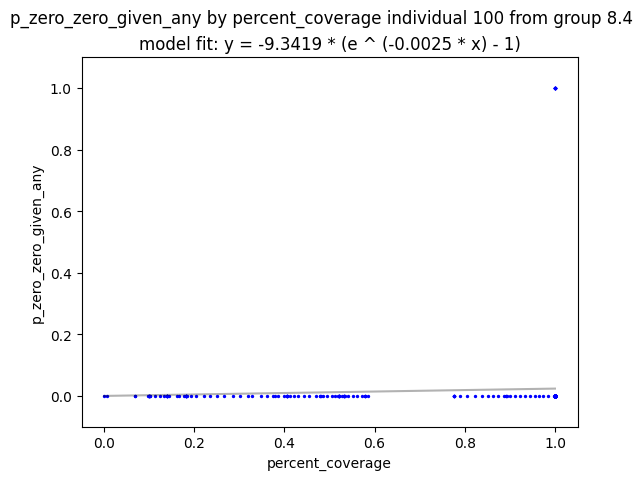 p_zero_zero_given_any by percent_coverage individual 100 from group 8.4
model fit: y = -9.3419 * (e ^ (-0.0025 * x) - 1)
1.0
0.8
0.6
0.4
0.2
0.0
p_zero_zero_given_any
0.0 0.2 0.4 0.6 0.8 1.0
percent_coverage